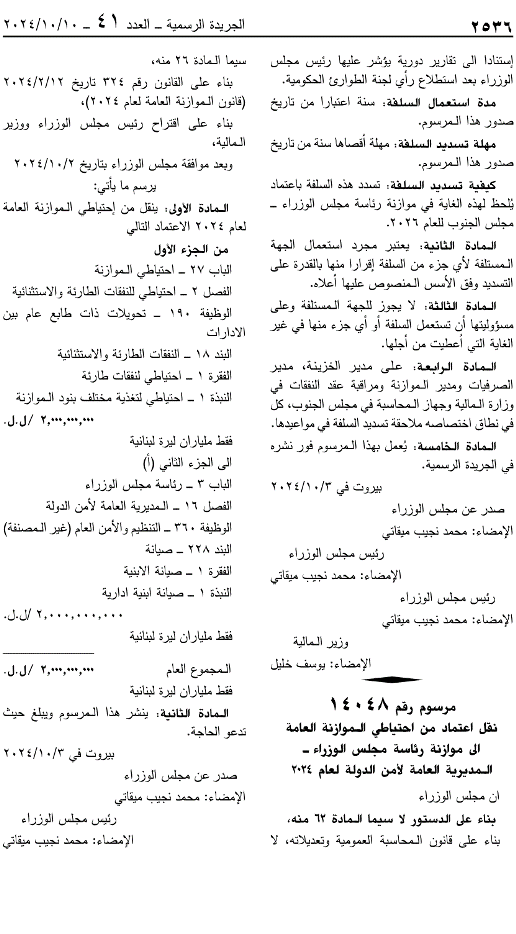 ٢٥٣٦
الجريدة الرسمية ــ العدد ٤١ ــ ٢٠٢٤/١٠/١٠
إستنادا الى تقارير دورية يؤشر عليها رئيس مجلس
الوزراء بعد استطلاع رأي لجنة الطوارئ الحكومية.
مدة استعمال السلفة: سنة اعتبارا من تاريخ
صدور هذا المرسوم.
مهلة تسديد السلفة: مهلة أقصاها سنة من تاريخ
صدور هذا المرسوم.
كيفية تسديد السلفة: تسدد هذه السلفة باعتماد
يُلحظ لهذه الغاية في موازنة رئاسة مجلس الوزراء ــ
مجلس الجنوب للعام ٢٠٢٦.
المادة الثانية: يعتبر مجرد استعمال الجهة
المستلفة لأي جزء من السلفة إقرارا منها بالقدرة على
التسديد وفق الأسس المنصوص عليها أعلاه.
المادة الثالثة: لا يجوز للجهة المستلفة وعلى
مسؤوليتها أن تستعمل السلفة أو أي جزء منها في غير
الغاية التي أعطيت من أجلها.
المادة الرابعة: على مدير الخزينة، مدير
الصرفيات ومدير الموازنة ومراقبة عقد النفقات في
وزارة المالية وجهاز المحاسبة في مجلس الجنوب، كل
في نطاق اختصاصه ملاحقة تسديد السلفة في مواعيدها.
المادة الخامسة: يُعمل بهذا المرسوم فور نشره
في الجريدة الرسمية.
بيروت في ٢٠٢٤/١٠/٣
صدر عن مجلس الوزراء
الإمضاء: محمد نجيب ميقاتي
رئيس مجلس الوزراء
الإمضاء: محمد نجيب ميقاتي
رئيس مجلس الوزراء
الإمضاء: محمد نجيب ميقاتي
وزير المالية
الإمضاء: يوسف خليل
مرسوم رقم ١٤٠٤٨
نقل اعتماد من احتياطي الموازنة العامة
الى موازنة رئاسة مجلس الوزراء ــ
المديرية العامة لأمن الدولة لعام ٢٠٢٤
ان مجلس الوزراء
بناء على الدستور لا سيما المادة ٦٢ منه،
بناء على قانون المحاسبة العمومية وتعديلاته، لا
سيما المادة ٢٦ منه،
بناء على القانون رقم ٣٢٤ تاريخ ٢٠٢٤/٢/١٢
(قانون الموازنة العامة لعام ٢٠٢٤)،
بناء على اقتراح رئيس مجلس الوزراء ووزير
المالية،
وبعد موافقة مجلس الوزراء بتاريخ ٢٠٢٤/١٠/٢
يرسم ما يأتي:
المادة الأولى: ينقل من إحتياطي الموازنة العامة
لعام ٢٠٢٤ الاعتماد التالي
من الجزء الأول
الباب ٢٧ ــ احتياطي الموازنة
الفصل ٢ ــ احتياطي للنفقات الطارئة والاستثنائية
الوظيفة ١٩٠ ــ تحويلات ذات طابع عام بين
الادارات
البند ١٨ ــ النفقات الطارئة والاستثنائية
الفقرة ١ ــ احتياطي لنفقات طارئة
النبذة ١ ــ احتياطي لتغذية مختلف بنود الموازنة
٢,٠٠٠,٠٠٠,٠٠٠ /ل.ل.
فقط ملياران ليرة لبنانية
الى الجزء الثاني (أ)
الباب ٣ ــ رئاسة مجلس الوزراء
الفصل ١٦ ــ المديرية العامة لأمن الدولة
الوظيفة ٣٦٠ ــ التنظيم والأمن العام (غير المصنفة)
البند ٢٢٨ ــ صيانة
الفقرة ١ ــ صيانة الابنية
النبذة ١ ــ صيانة ابنية ادارية
٢,٠٠٠,٠٠٠,٠٠٠ /ل.ل.
فقط ملياران ليرة لبنانية
المجموع العام ٢,٠٠٠,٠٠٠,٠٠٠ /ل.ل.
فقط ملياران ليرة لبنانية
المادة الثانية: ينشر هذا المرسوم ويبلغ حيث
تدعو الحاجة.
بيروت في ٢٠٢٤/١٠/٣
صدر عن مجلس الوزراء
الإمضاء: محمد نجيب ميقاتي
رئيس مجلس الوزراء
الإمضاء: محمد نجيب ميقاتي